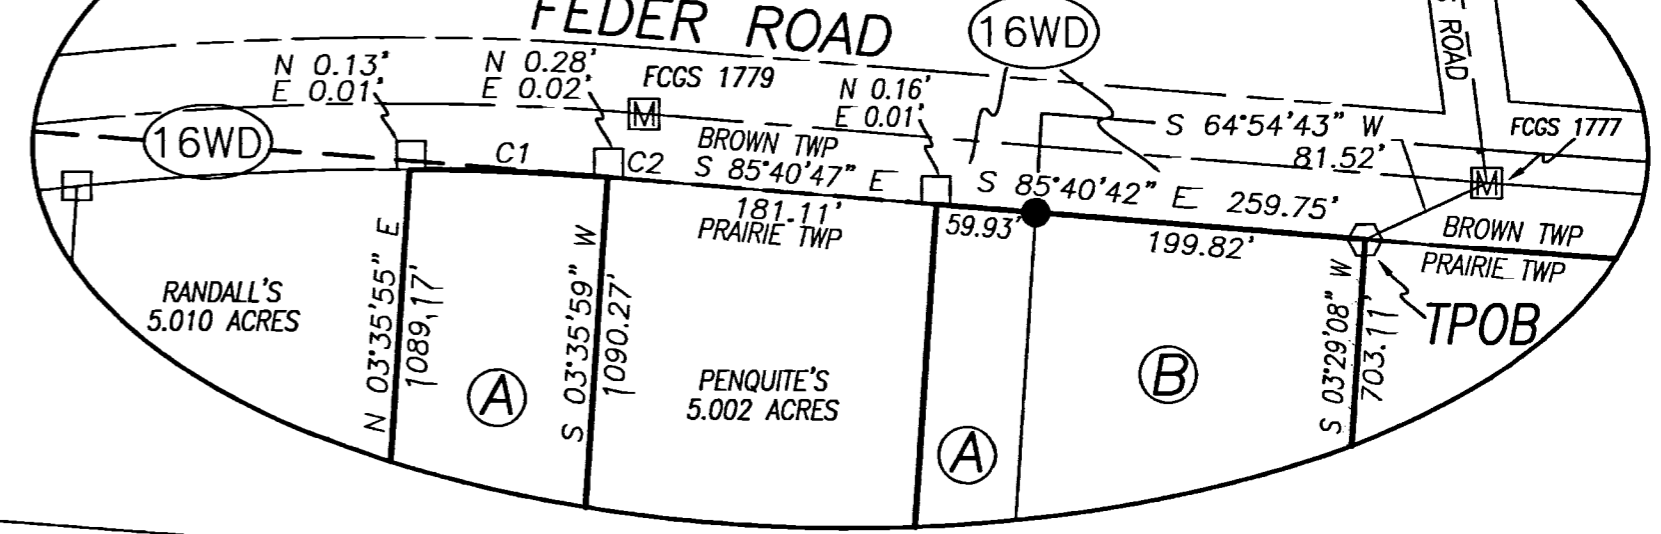 FEDER ROAD
16WD
ROAD
N 0.13'
E 0.01'
N 0.28'
E 0.02'
FCGS 1779
M
N 0.16'
E 0.01'
S 64°54'43" W
81.52'
FCGS 1777
M
16WD
C1
C2
BROWN TWP
S 85°40'47" E
181.11'
PRAIRIE TWP
S 85°40'42" E 259.75'
59.93'
199.82'
BROWN TWP
PRAIRIE TWP
TPOB
RANDALL'S
5.010 ACRES
N 03°35'55" E
1089,17'
A
S 03°35'59" W
1090.27'
PENQUITE'S
5.002 ACRES
A
B
S 03°29'08" W
703.11'